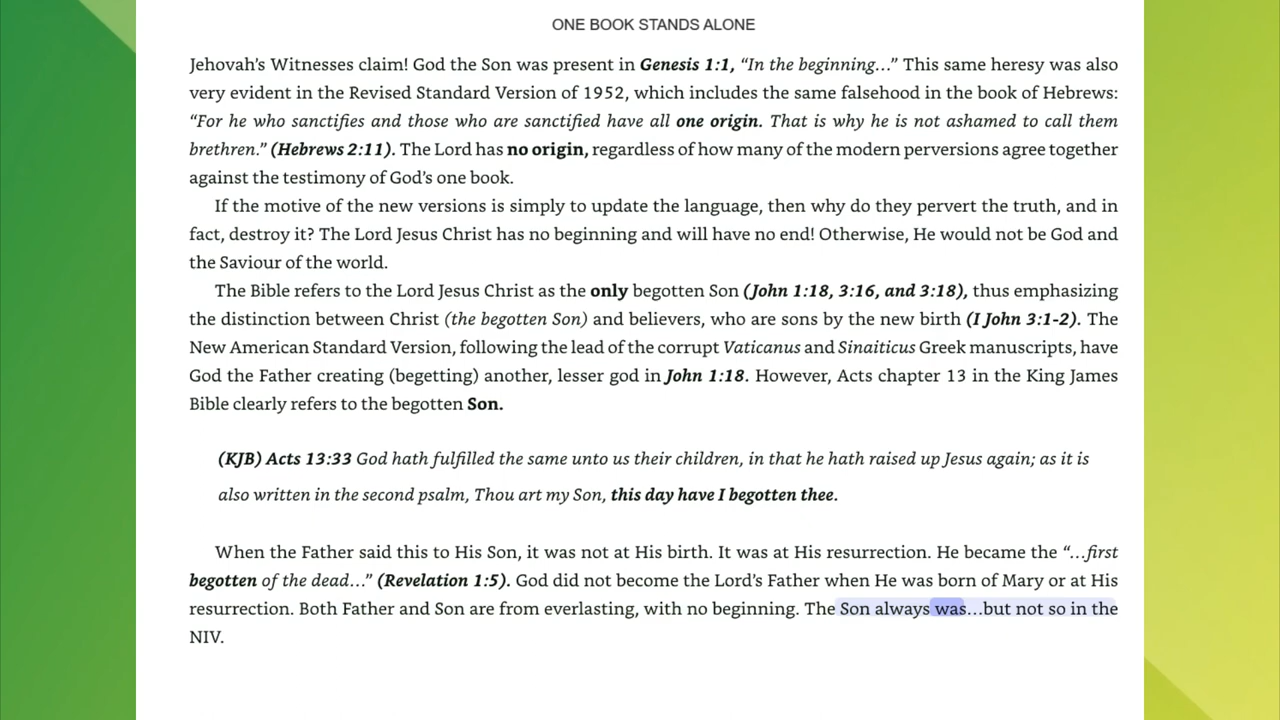 ONE BOOK STANDS ALONE
Jehovah’s Witnesses claim! God the Son was present in Genesis 1:1, “In the beginning…” This same heresy was also
very evident in the Revised Standard Version of 1952, which includes the same falsehood in the book of Hebrews:
“For he who sanctifies and those who are sanctified have all one origin. That is why he is not ashamed to call them
brethren.” (Hebrews 2:11). The Lord has no origin, regardless of how many of the modern perversions agree together
against the testimony of God’s one book.
If the motive of the new versions is simply to update the language, then why do they pervert the truth, and in
fact, destroy it? The Lord Jesus Christ has no beginning and will have no end! Otherwise, He would not be God and
the Saviour of the world.
The Bible refers to the Lord Jesus Christ as the only begotten Son (John 1:18, 3:16, and 3:18), thus emphasizing
the distinction between Christ (the begotten Son) and believers, who are sons by the new birth (I John 3:1-2). The
New American Standard Version, following the lead of the corrupt Vaticanus and Sinaiticus Greek manuscripts, have
God the Father creating (begetting) another, lesser god in John 1:18. However, Acts chapter 13 in the King James
Bible clearly refers to the begotten Son.
(KJB) Acts 13:33 God hath fulfilled the same unto us their children, in that he hath raised up Jesus again; as it is
also written in the second psalm, Thou art my Son, this day have I begotten thee.
When the Father said this to His Son, it was not at His birth. It was at His resurrection. He became the “…first
begotten of the dead…” (Revelation 1:5). God did not become the Lord’s Father when He was born of Mary or at His
resurrection. Both Father and Son are from everlasting, with no beginning. The Son always was…but not so in the
NIV.